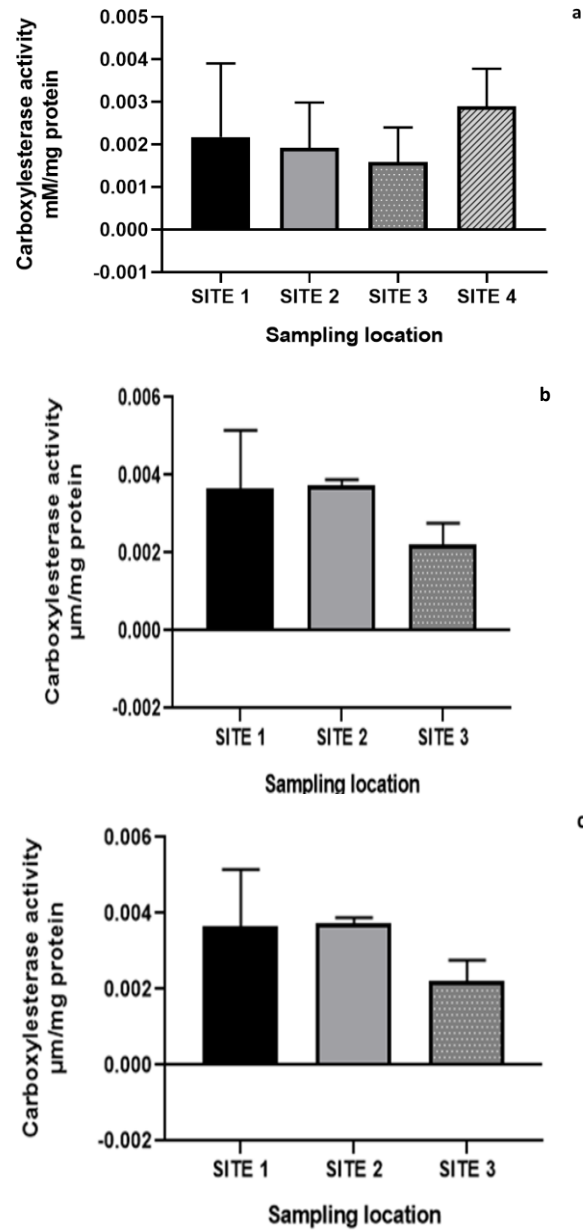 a
Carboxylesterase activity
mM/mg protein
0.005
0.004
0.003
0.002
0.001
0.000
-0.001
SITE 1 SITE 2 SITE 3 SITE 4
Sampling location
b
Carboxylesterase activity
µm/mg protein
0.006
0.004
0.002
0.000
-0.002
SITE 1 SITE 2 SITE 3
Sampling location
c
Carboxylesterase activity
µm/mg protein
0.006
0.004
0.002
0.000
-0.002
SITE 1 SITE 2 SITE 3
Sampling location